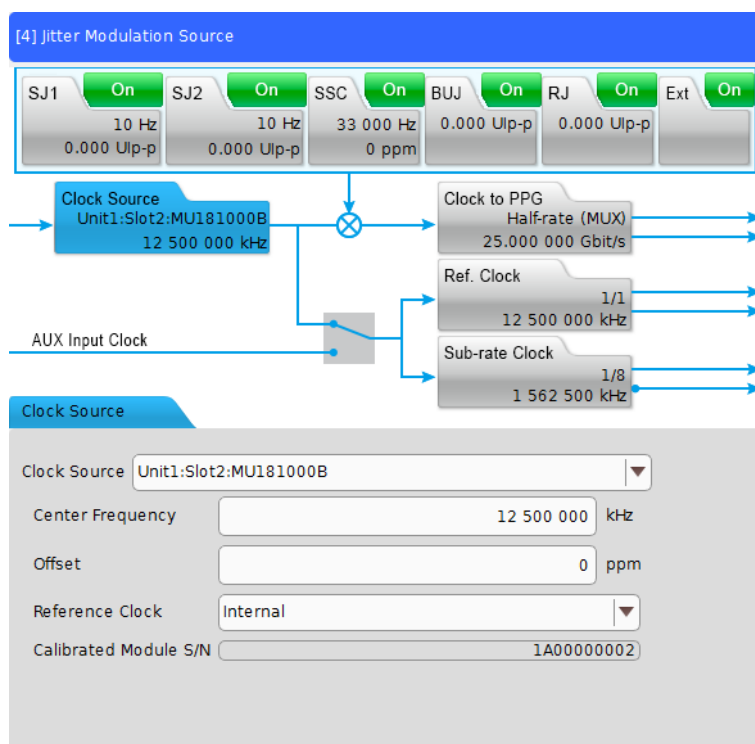 [4] Jitter Modulation Source
SJ1 On SJ2 On SSC On BUJ On RJ On Ext On
10 Hz 10 Hz 33 000 Hz 0.000 UIp-p 0.000 UIp-p
0.000 UIp-p 0.000 UIp-p 0 ppm
Clock Source
Unit1:Slot2:MU181000B
12 500 000 kHz
Clock to PPG
Half-rate (MUX)
25.000 000 Gbit/s
Ref. Clock
1/1
12 500 000 kHz
AUX Input Clock
Sub-rate Clock
1/8
1 562 500 kHz
Clock Source
Clock Source Unit1:Slot2:MU181000B
Center Frequency 12 500 000 kHz
Offset 0 ppm
Reference Clock Internal
Calibrated Module S/N 1A00000002